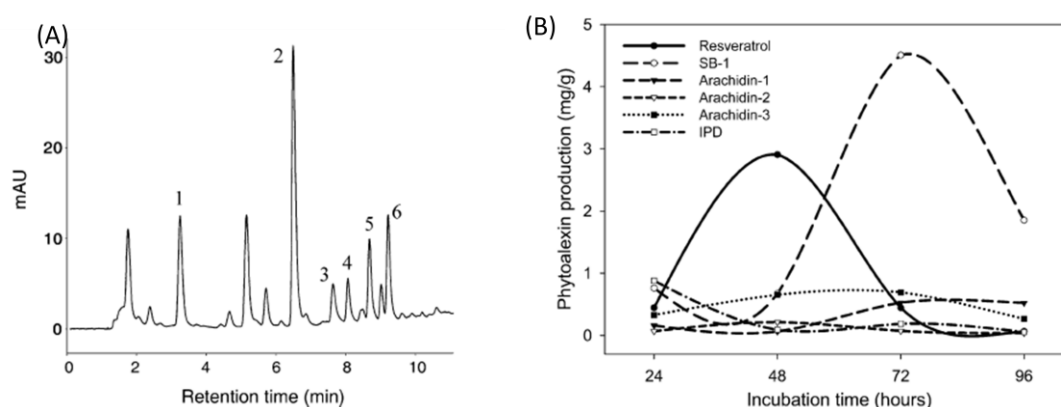 (A)
30
20
10
0
mAU
1
2
3
4
5
6
0 2 4 6 8 10
Retention time (min)
(B)
5
4
3
2
1
0
Phytoalexin production (mg/g)
Resveratrol
SB-1
Arachidin-1
Arachidin-2
Arachidin-3
IPD
24 48 72 96
Incubation time (hours)